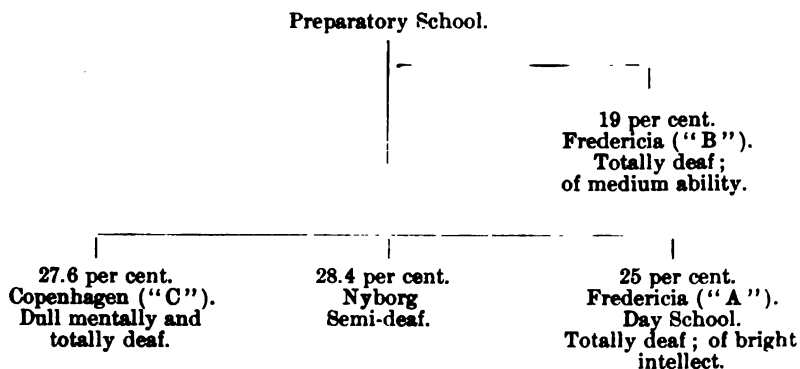 Preparatory School.
19 per cent.
Fredericia (“B”).
Totally deaf;
of medium ability.
27.6 per cent.
Copenhagen (“C”).
Dull mentally and
totally deaf.
28.4 per cent.
Nyborg
Semi-deaf.
25 per cent.
Fredericia (“A”).
Day School.
Totally deaf; of bright
intellect.